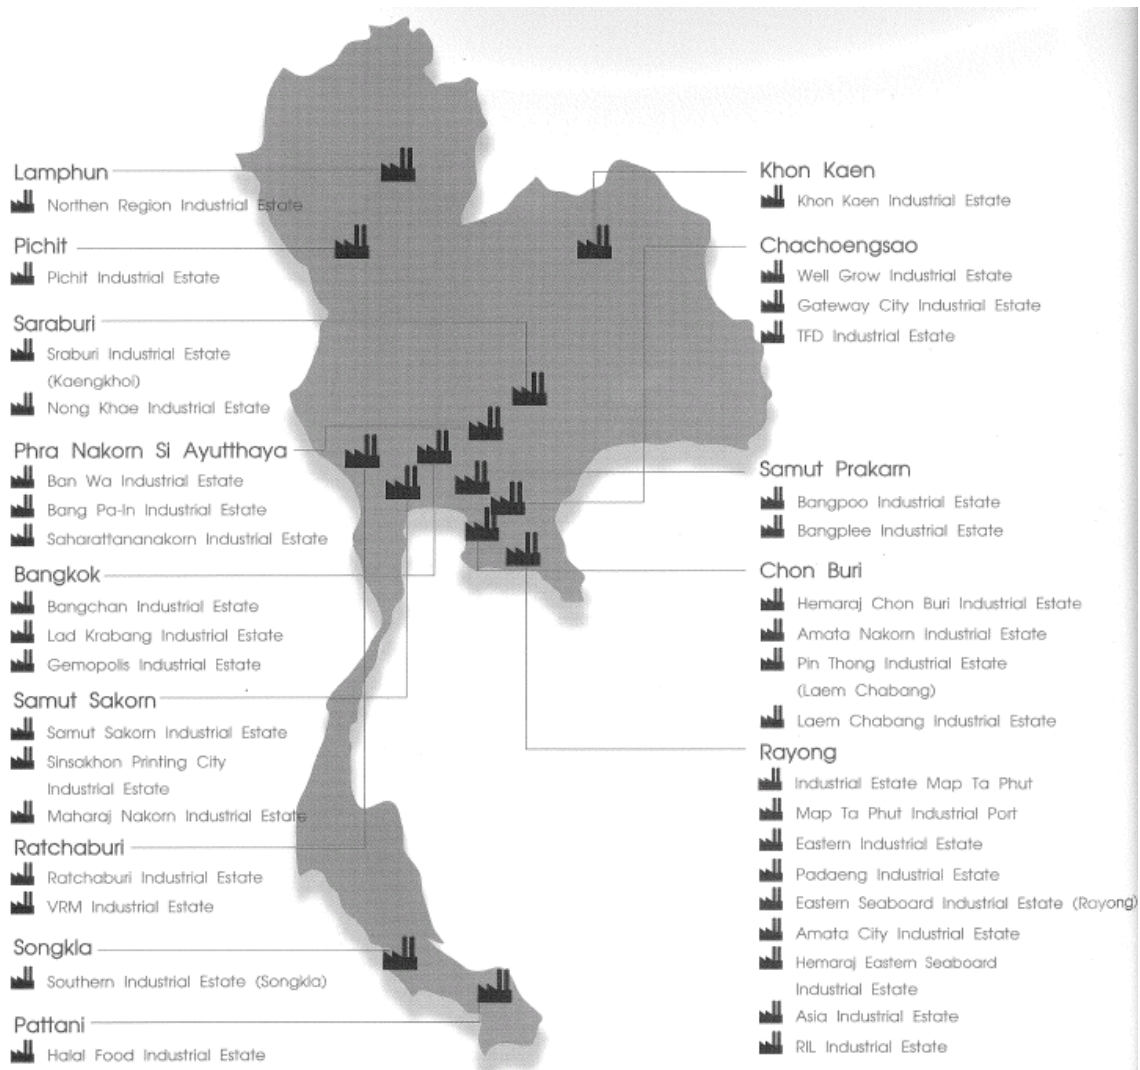 Lamphun
Northen Region Industrial Estate
Pichit
Pichit Industrial Estate
Saraburi
Sraburi Industrial Estate
(Kaengkhoi)
Nong Khae Industrial Estate
Phra Nakorn Si Ayutthaya
Ban Wa Industrial Estate
Bang Pa-In Industrial Estate
Saharattananakorn Industrial Estate
Bangkok
Bangchan Industrial Estate
Lad Krabang Industrial Estate
Gemopolis Industrial Estate
Samut Sakorn
Samut Sakorn Industrial Estate
Sinsakhon Printing City
Industrial Estate
Maharaj Nakorn Industrial Estate
Ratchaburi
Ratchaburi Industrial Estate
VRM Industrial Estate
Songkla
Southern Industrial Estate (Songkla)
Pattani
Halal Food Industrial Estate
Khon Kaen
Khon Kaen Industrial Estate
Chachoengsao
Well Grow Industrial Estate
Gateway City Industrial Estate
TFD Industrial Estate
Samut Prakarn
Bangpoo Industrial Estate
Bangplee Industrial Estate
Chon Buri
Hemaraj Chon Buri Industrial Estate
Amata Nakorn Industrial Estate
Pin Thong Industrial Estate
(Laem Chabang)
Laem Chabang Industrial Estate
Rayong
Industrial Estate Map Ta Phut
Map Ta Phut Industrial Port
Eastern Industrial Estate
Padaeng Industrial Estate
Eastern Seaboard Industrial Estate (Rayong)
Amata City Industrial Estate
Hemaraj Eastern Seaboard
Industrial Estate
Asia Industrial Estate
RIL Industrial Estate